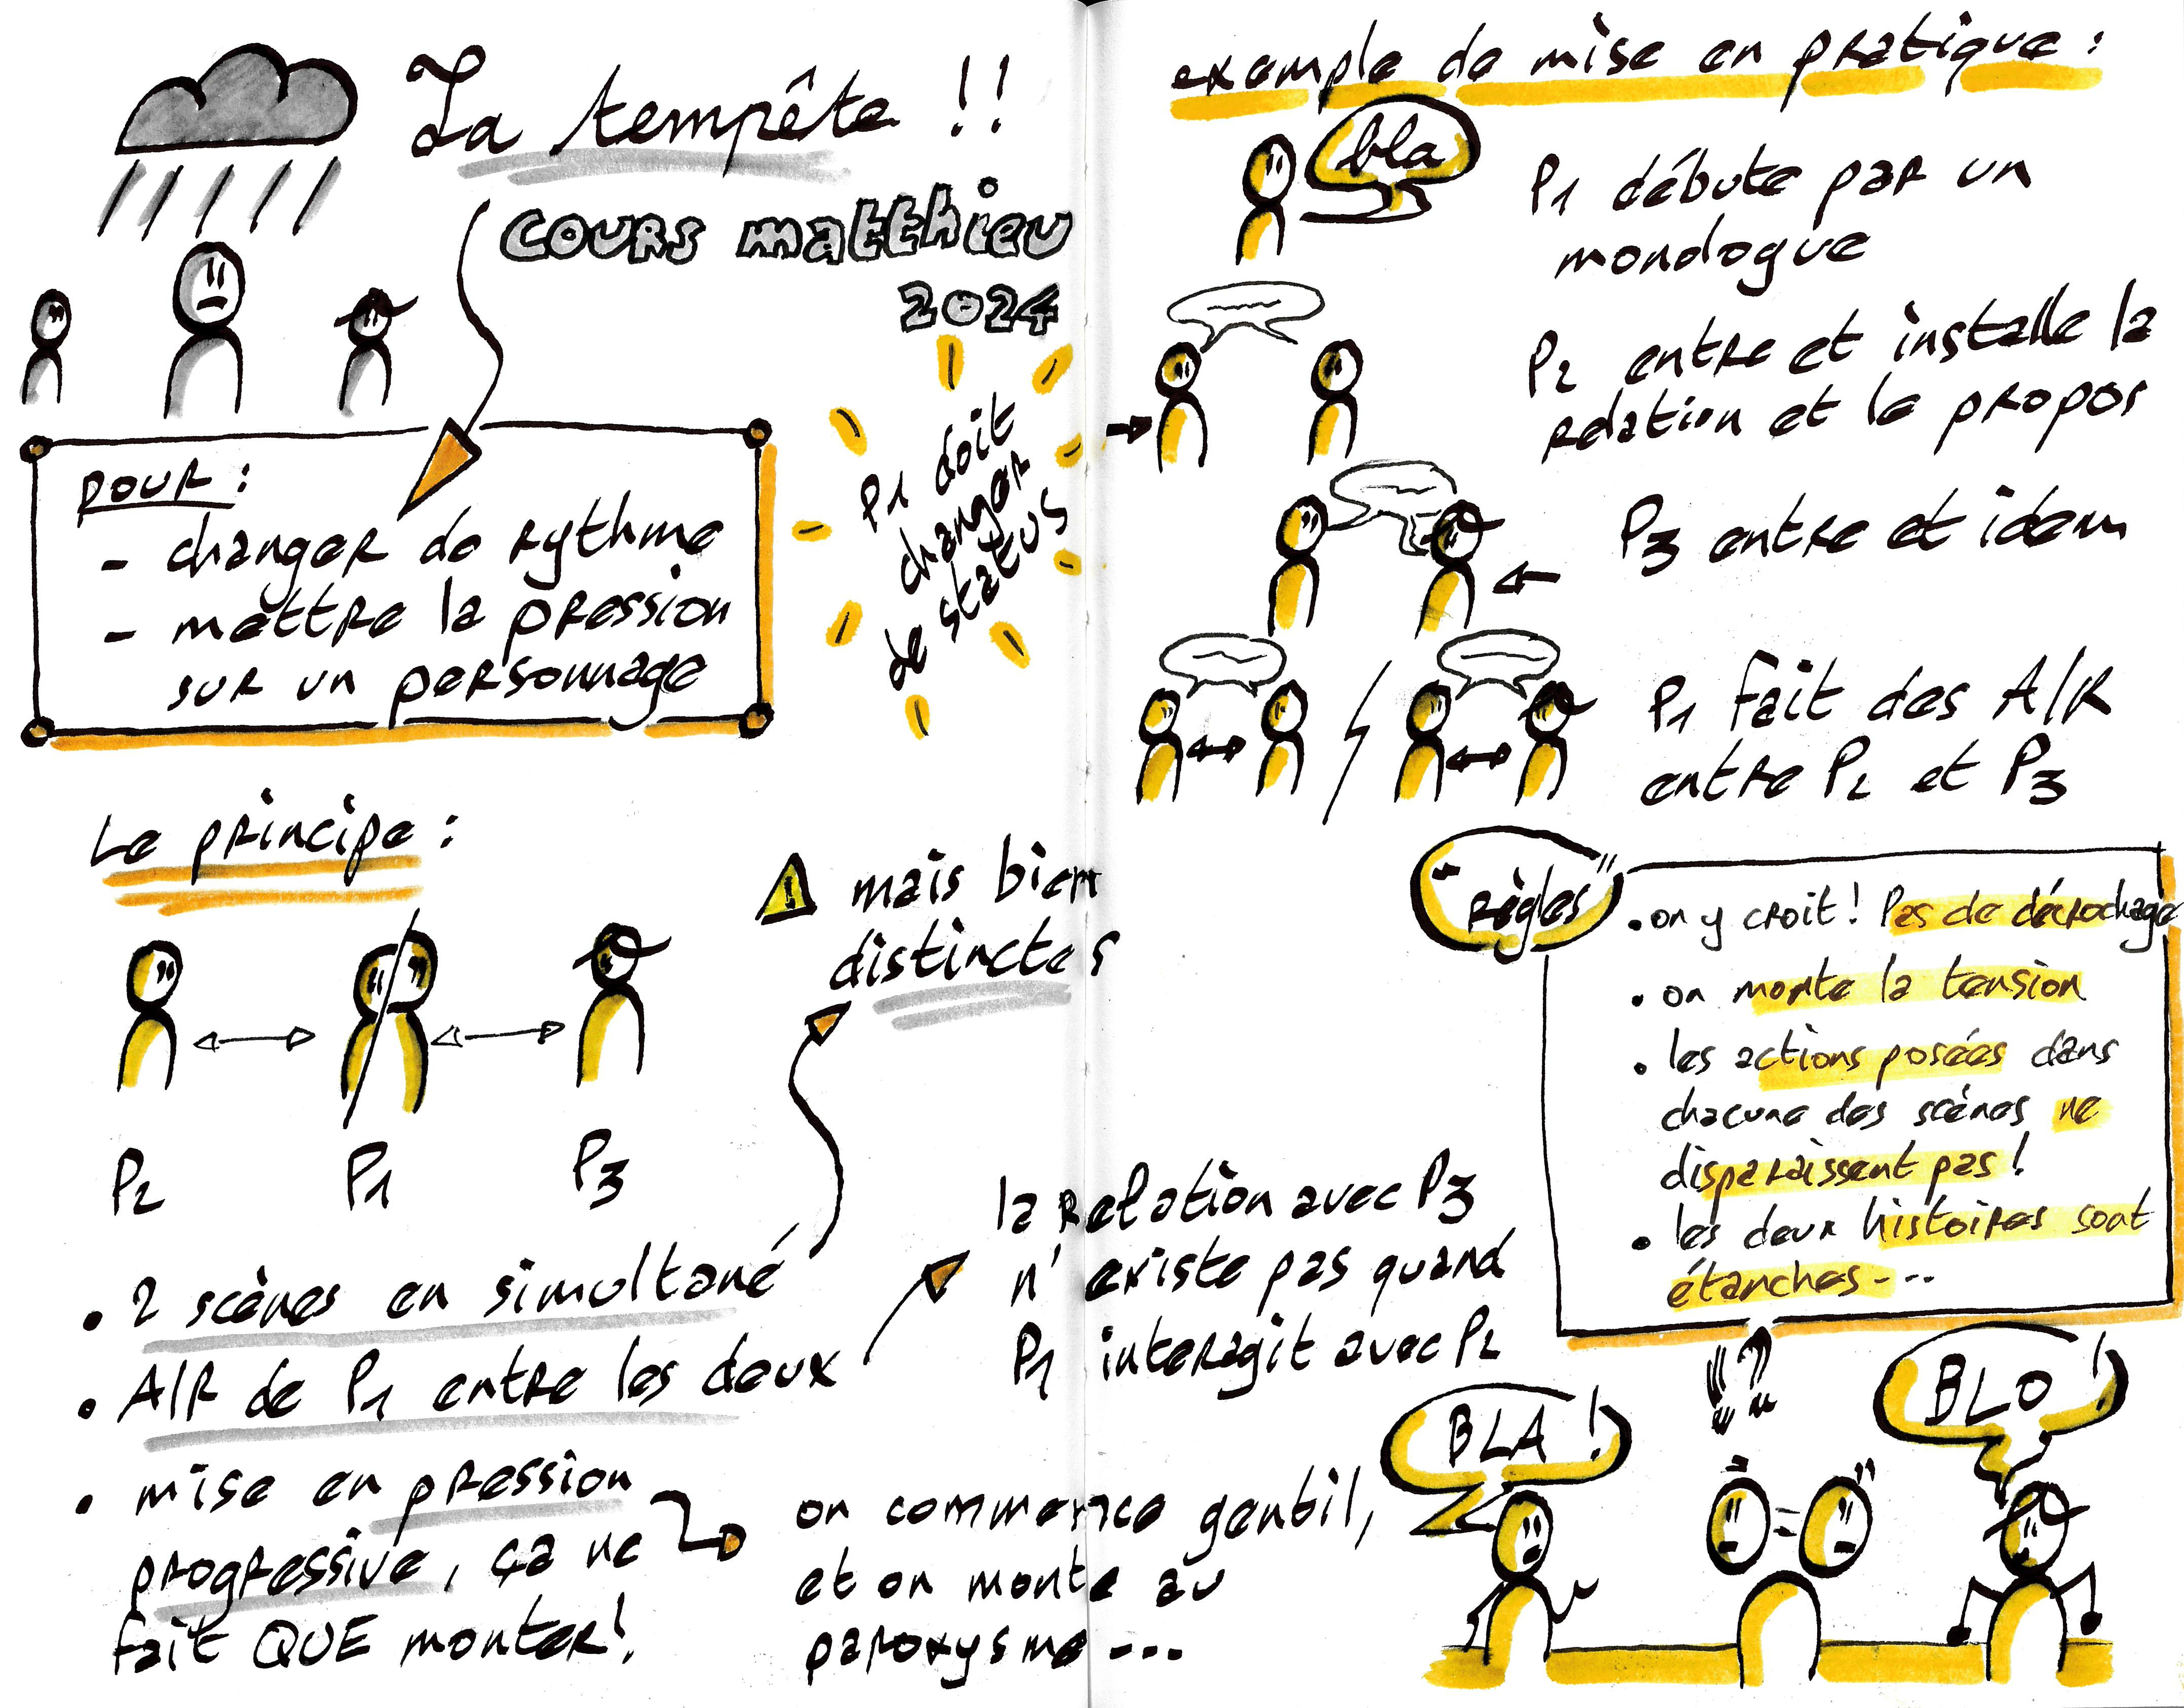 La tempête !!
cours matthieu
2024
pour :
- changer de rythme
- mettre la pression
sur un personnage
P1 doit
changer
de status
Le principe :
⚠ mais bien
distinctes
P2
P1
P3
• 2 scènes en simultané
• A/R de P1 entre les deux
• mise en pression
progressive, ça ne
fait QUE monter !
la relation avec P3
n'existe pas quand
P1 interagit avec P2
on commence gentil,
et on monte au
paroxysme ---
exemple de mise en pratique :
bla
P1 débute par un
monologue
P2 entre et installe la
relation et le propos
P3 entre et idem
P1 fait des A/R
entre P2 et P3
"règles"
• on y croit ! Pas de décrochage
• on monte la tension
• les actions posées dans
chacune des scènes ne
disparaissent pas !
• les deux histoires sont
étanches ---
!?
BLA !
BLO !